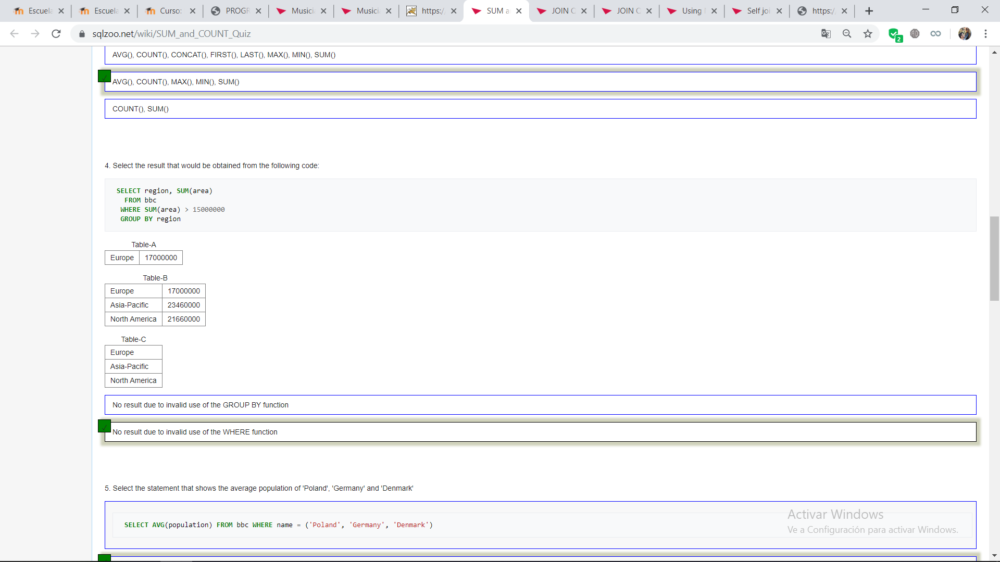 Escuela
Escuela
Curso:
PROGR
Music
Music
https:/
SUM a
JOIN C
JOIN C
Using
Self joi
https:/
sqlzoo.net/wiki/SUM_and_COUNT_Quiz
2
AVG(), COUNT(), CONCAT(), FIRST(), LAST(), MAX(), MIN(), SUM()
AVG(), COUNT(), MAX(), MIN(), SUM()
COUNT(), SUM()
4. Select the result that would be obtained from the following code:
SELECT region, SUM(area)
FROM bbc
WHERE SUM(area) > 15000000
GROUP BY region
Table-A
Europe 17000000
Table-B
Europe 17000000
Asia-Pacific 23460000
North America 21660000
Table-C
Europe
Asia-Pacific
North America
No result due to invalid use of the GROUP BY function
No result due to invalid use of the WHERE function
5. Select the statement that shows the average population of 'Poland', 'Germany' and 'Denmark'
SELECT AVG(population) FROM bbc WHERE name = ('Poland', 'Germany', 'Denmark')
Activar Windows
Ve a Configuración para activar Windows.